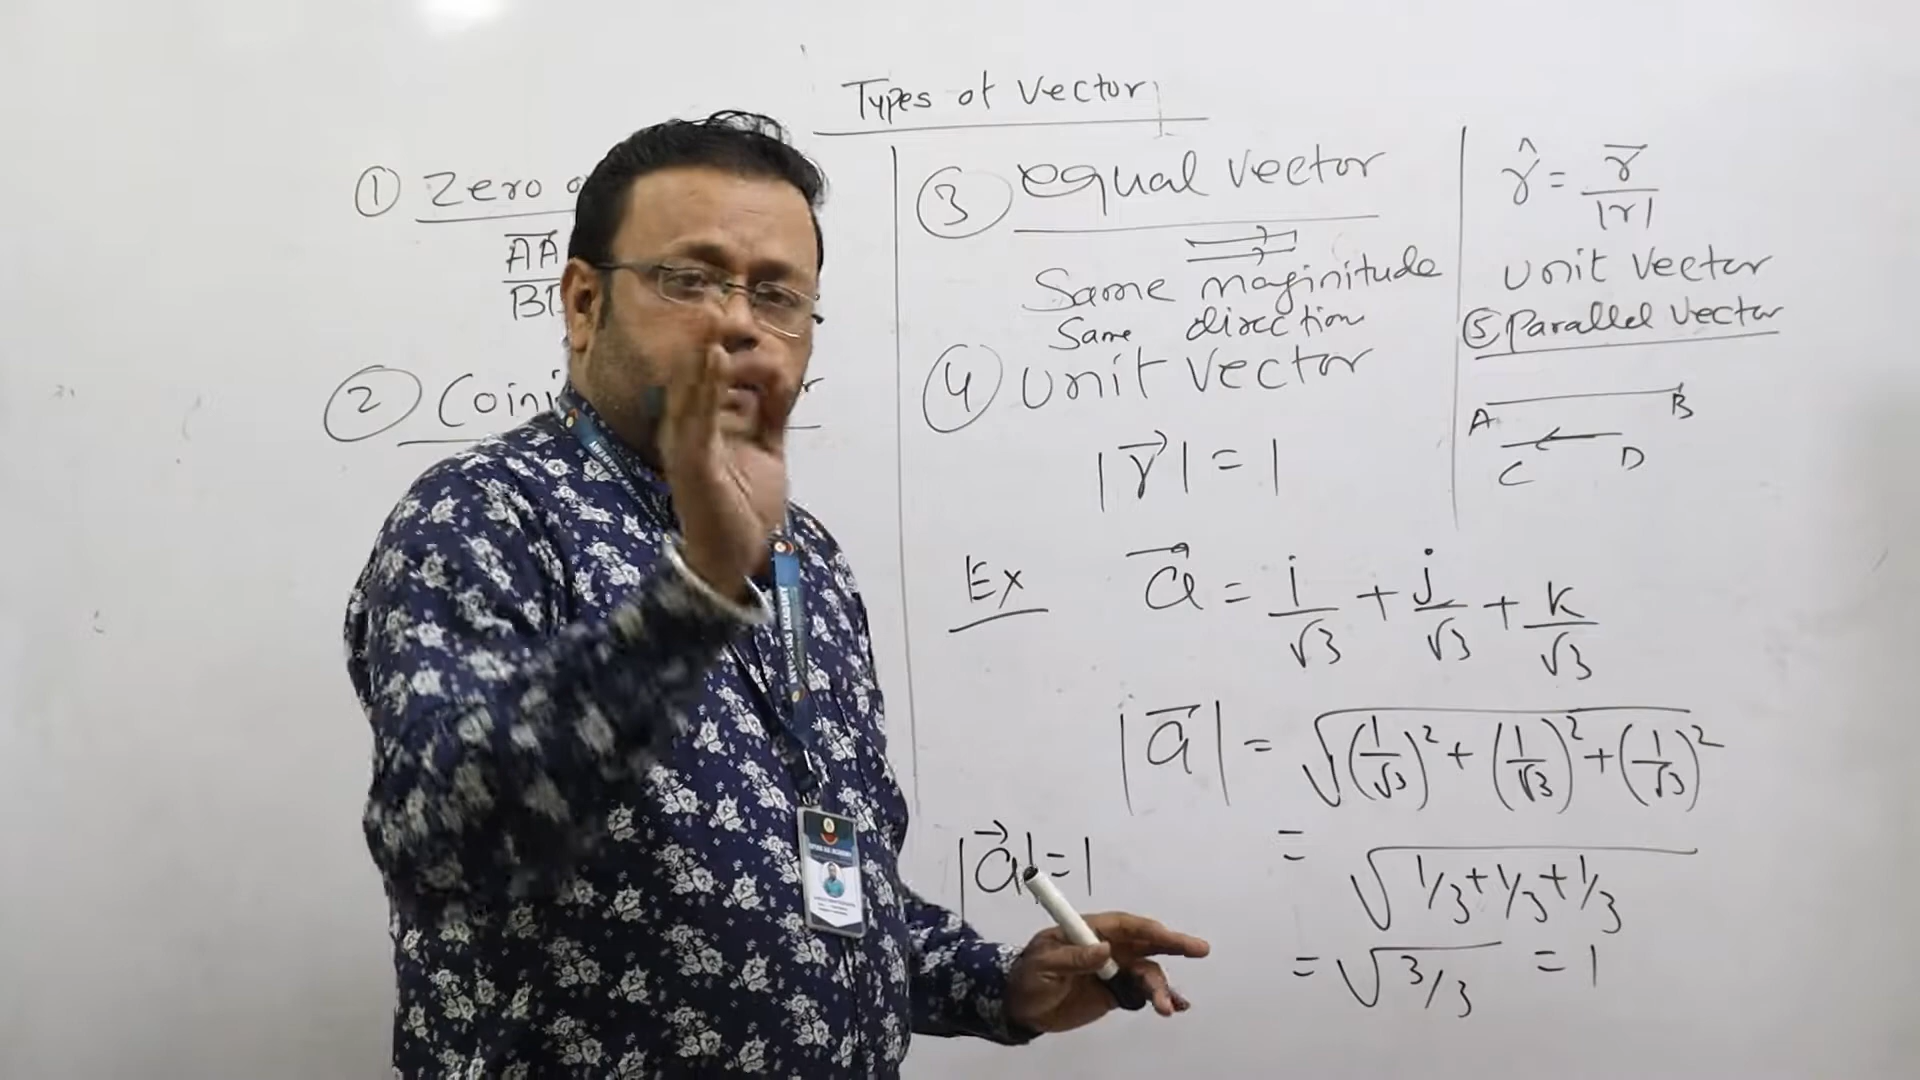 Types of Vector
① Zero
AA
② Coini
③ equal vector
Same maginitude
Same direction
④ Unit vector
|r⃗| = 1
Ex a⃗ = i/√3 + j/√3 + k/√3
|a⃗| = √(1/√3)² + (1/√3)² + (1/√3)²
= √1/3 + 1/3 + 1/3
= √3/3 = 1
|a⃗| = 1
r̂ = r̅/|r|
Unit Vector
⑤ Parallel Vector
A B
C D